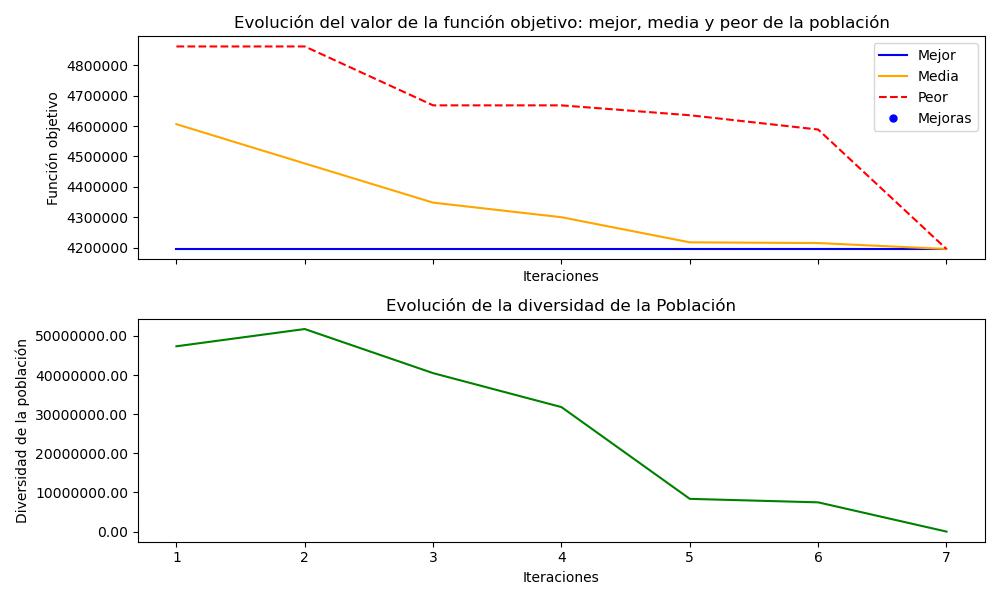 Evolución del valor de la función objetivo: mejor, media y peor de la población
Función objetivo
4800000
4700000
4600000
4500000
4400000
4300000
4200000
Mejor
Media
Peor
Mejoras
Iteraciones
Evolución de la diversidad de la Población
Diversidad de la población
50000000.00
40000000.00
30000000.00
20000000.00
10000000.00
0.00
1 2 3 4 5 6 7
Iteraciones